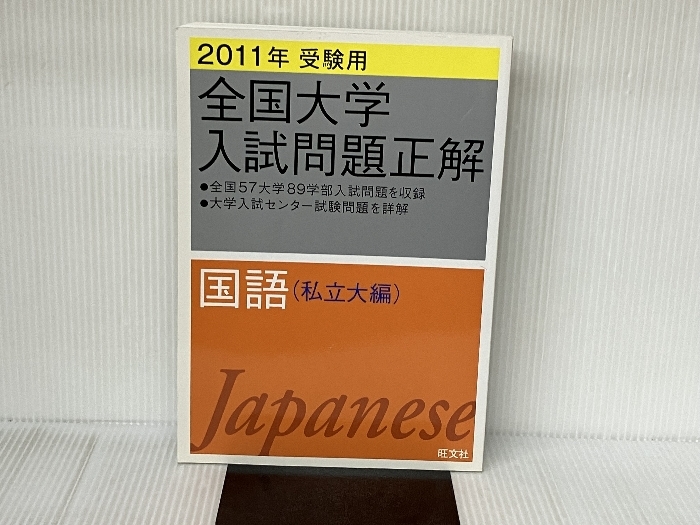 2011年 受験用
全国大学
入試問題正解
●全国57大学89学部入試問題を収録
●大学入試センター試験問題を詳解
国語(私立大編)
Japanese
旺文社